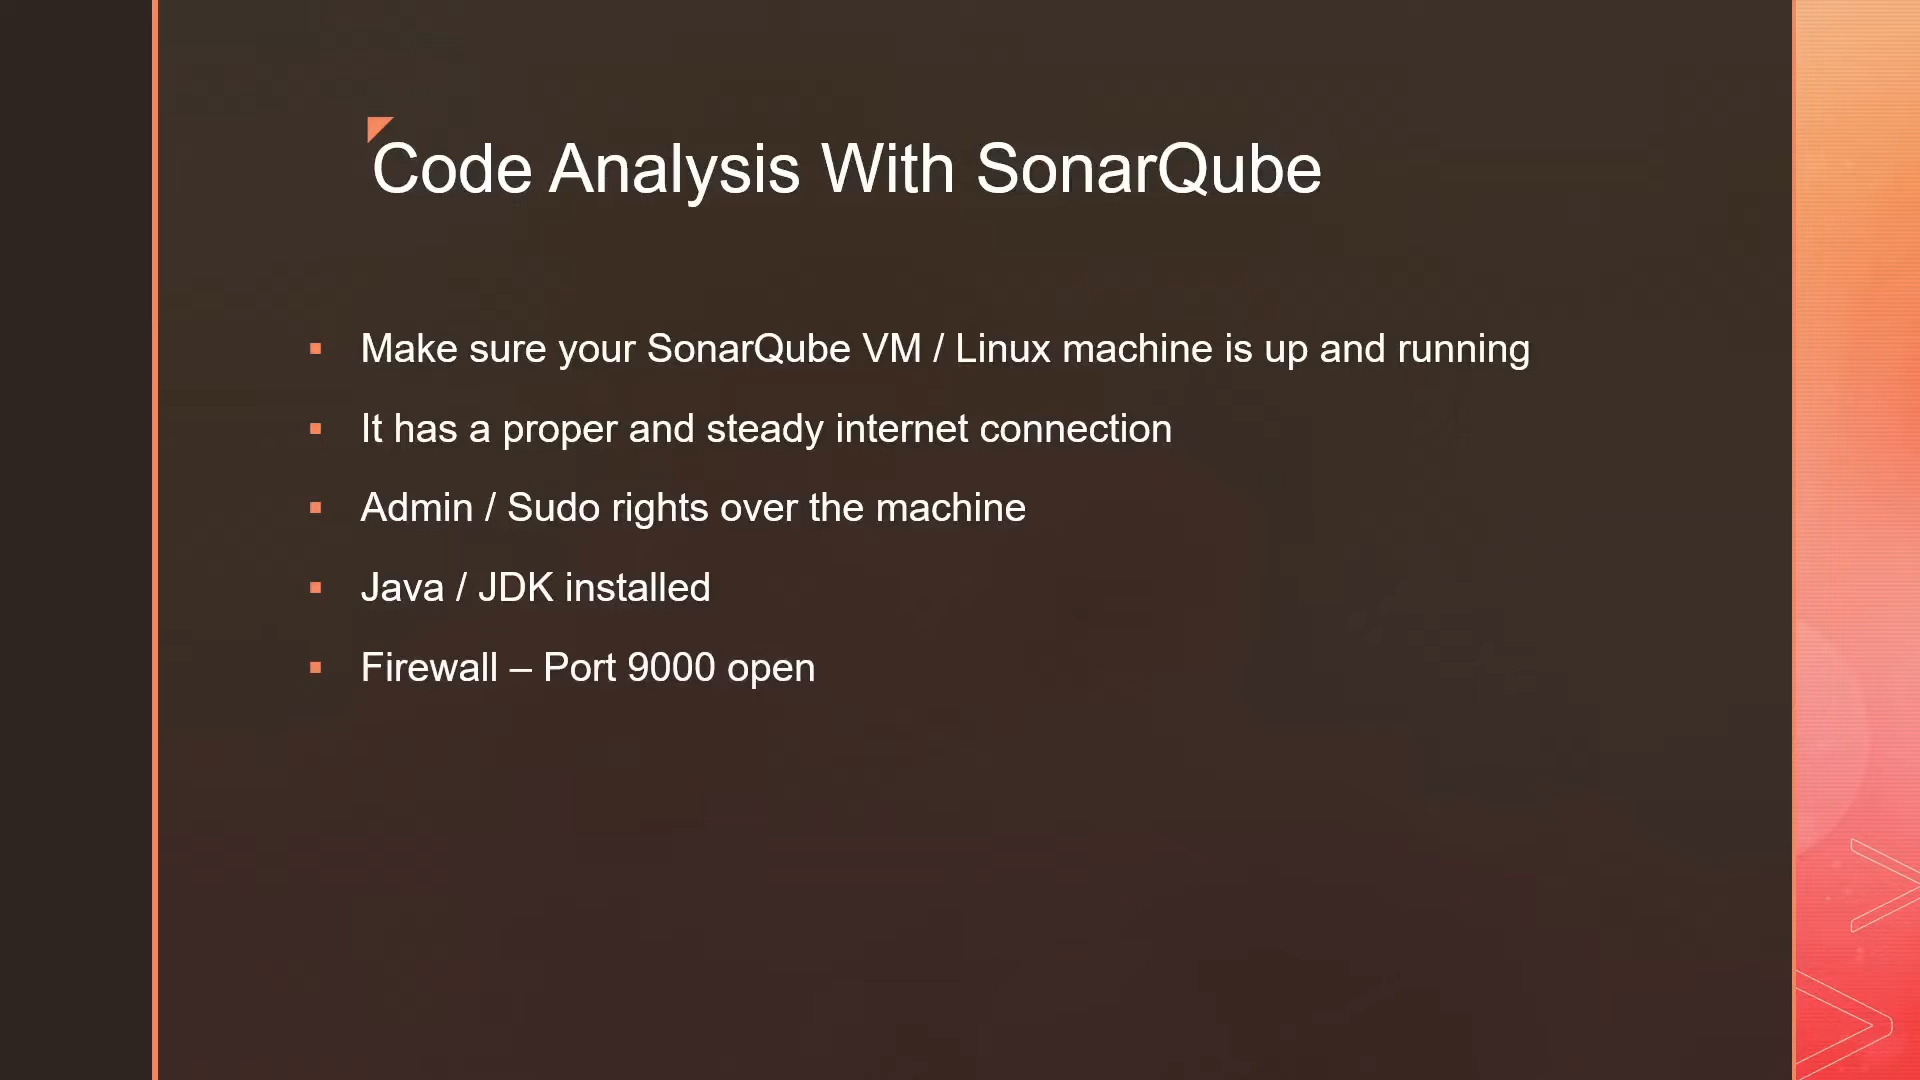 Code Analysis With SonarQube
▪ Make sure your SonarQube VM / Linux machine is up and running
▪ It has a proper and steady internet connection
▪ Admin / Sudo rights over the machine
▪ Java / JDK installed
▪ Firewall – Port 9000 open